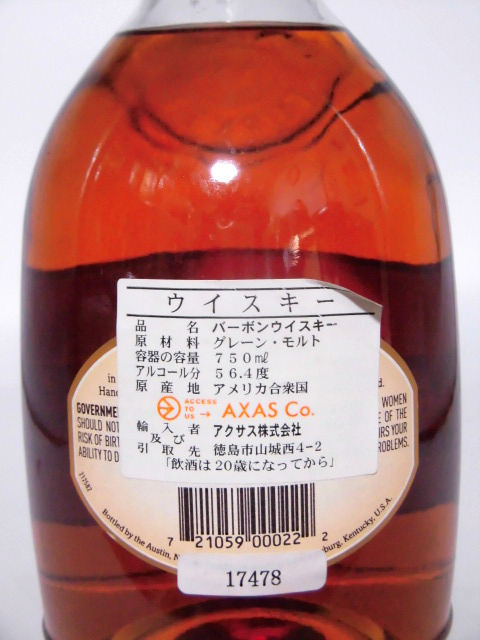 ウイスキー
品名 バーボンウイスキー
原材料 グレーン・モルト
容器の容量 750㎖
アルコール分 56.4度
原産地 アメリカ合衆国
ACCESS TO US → AXAS Co.
輸入者 アクサス株式会社
及び
引取先 徳島市山城西4-2
「飲酒は20歳になってから」
in
Hand
d.
GOVERNMENT WOMEN
SHOULD NOT E OF THE
RISK OF BIRT RS YOUR
ABILITY TO D ROBLEMS.
217582
7 21059 00022 2
Bottled by the Austin, N burg, Kentucky, U.S.A.
17478